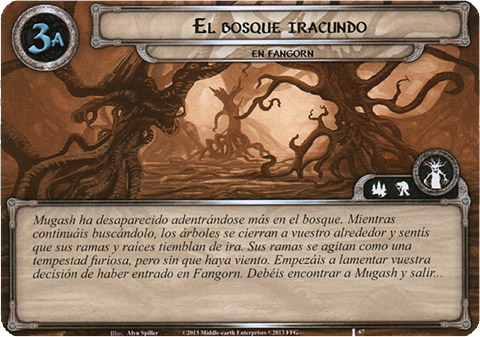 3A
El bosque iracundo
En Fangorn
Mugash ha desaparecido adentrándose más en el bosque. Mientras
continuáis buscándolo, los árboles se cierran a vuestro alrededor y sentís
que sus ramas y raíces tiemblan de ira. Sus ramas se agitan como una
tempestad furiosa, pero sin que haya viento. Empezáis a lamentar vuestra
decisión de haber entrado en Fangorn. Debéis encontrar a Mugash y salir...
Illus. Alyn Spiller ©2013 Middle-earth Enterprises ©2013 FFG 67